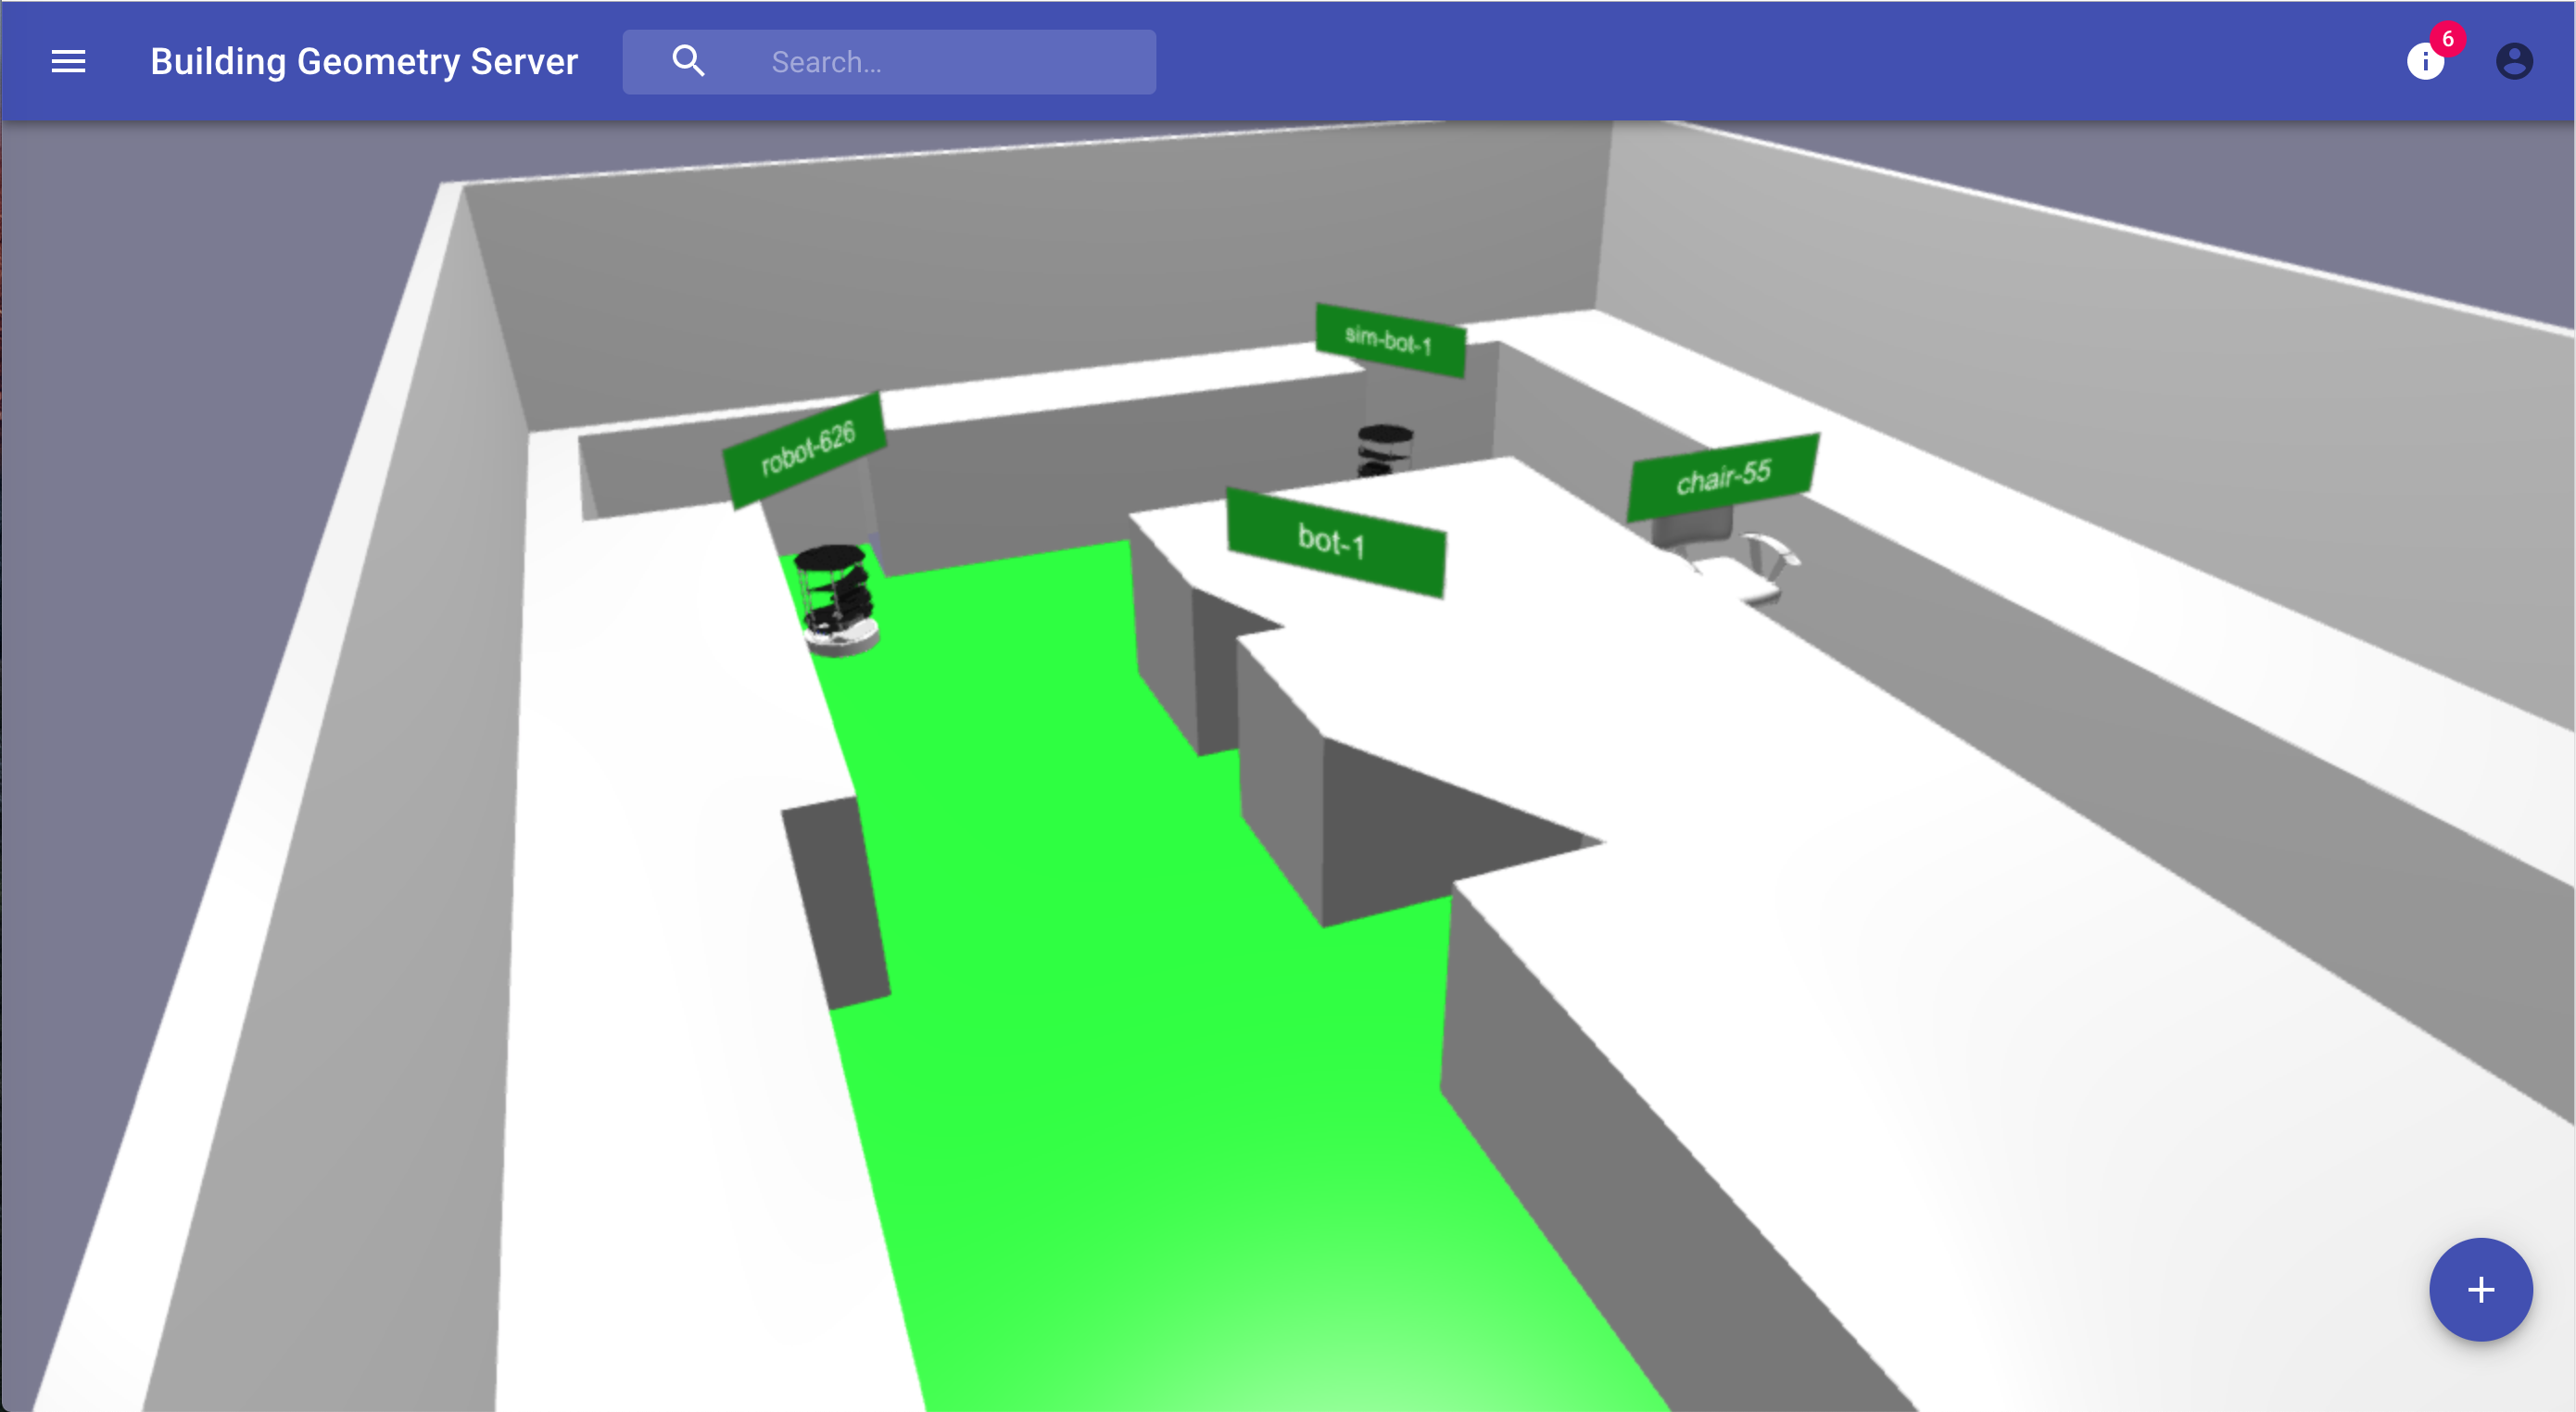 Building Geometry Server
Search...
6
sim-bot-1
robot-626
chair-55
bot-1